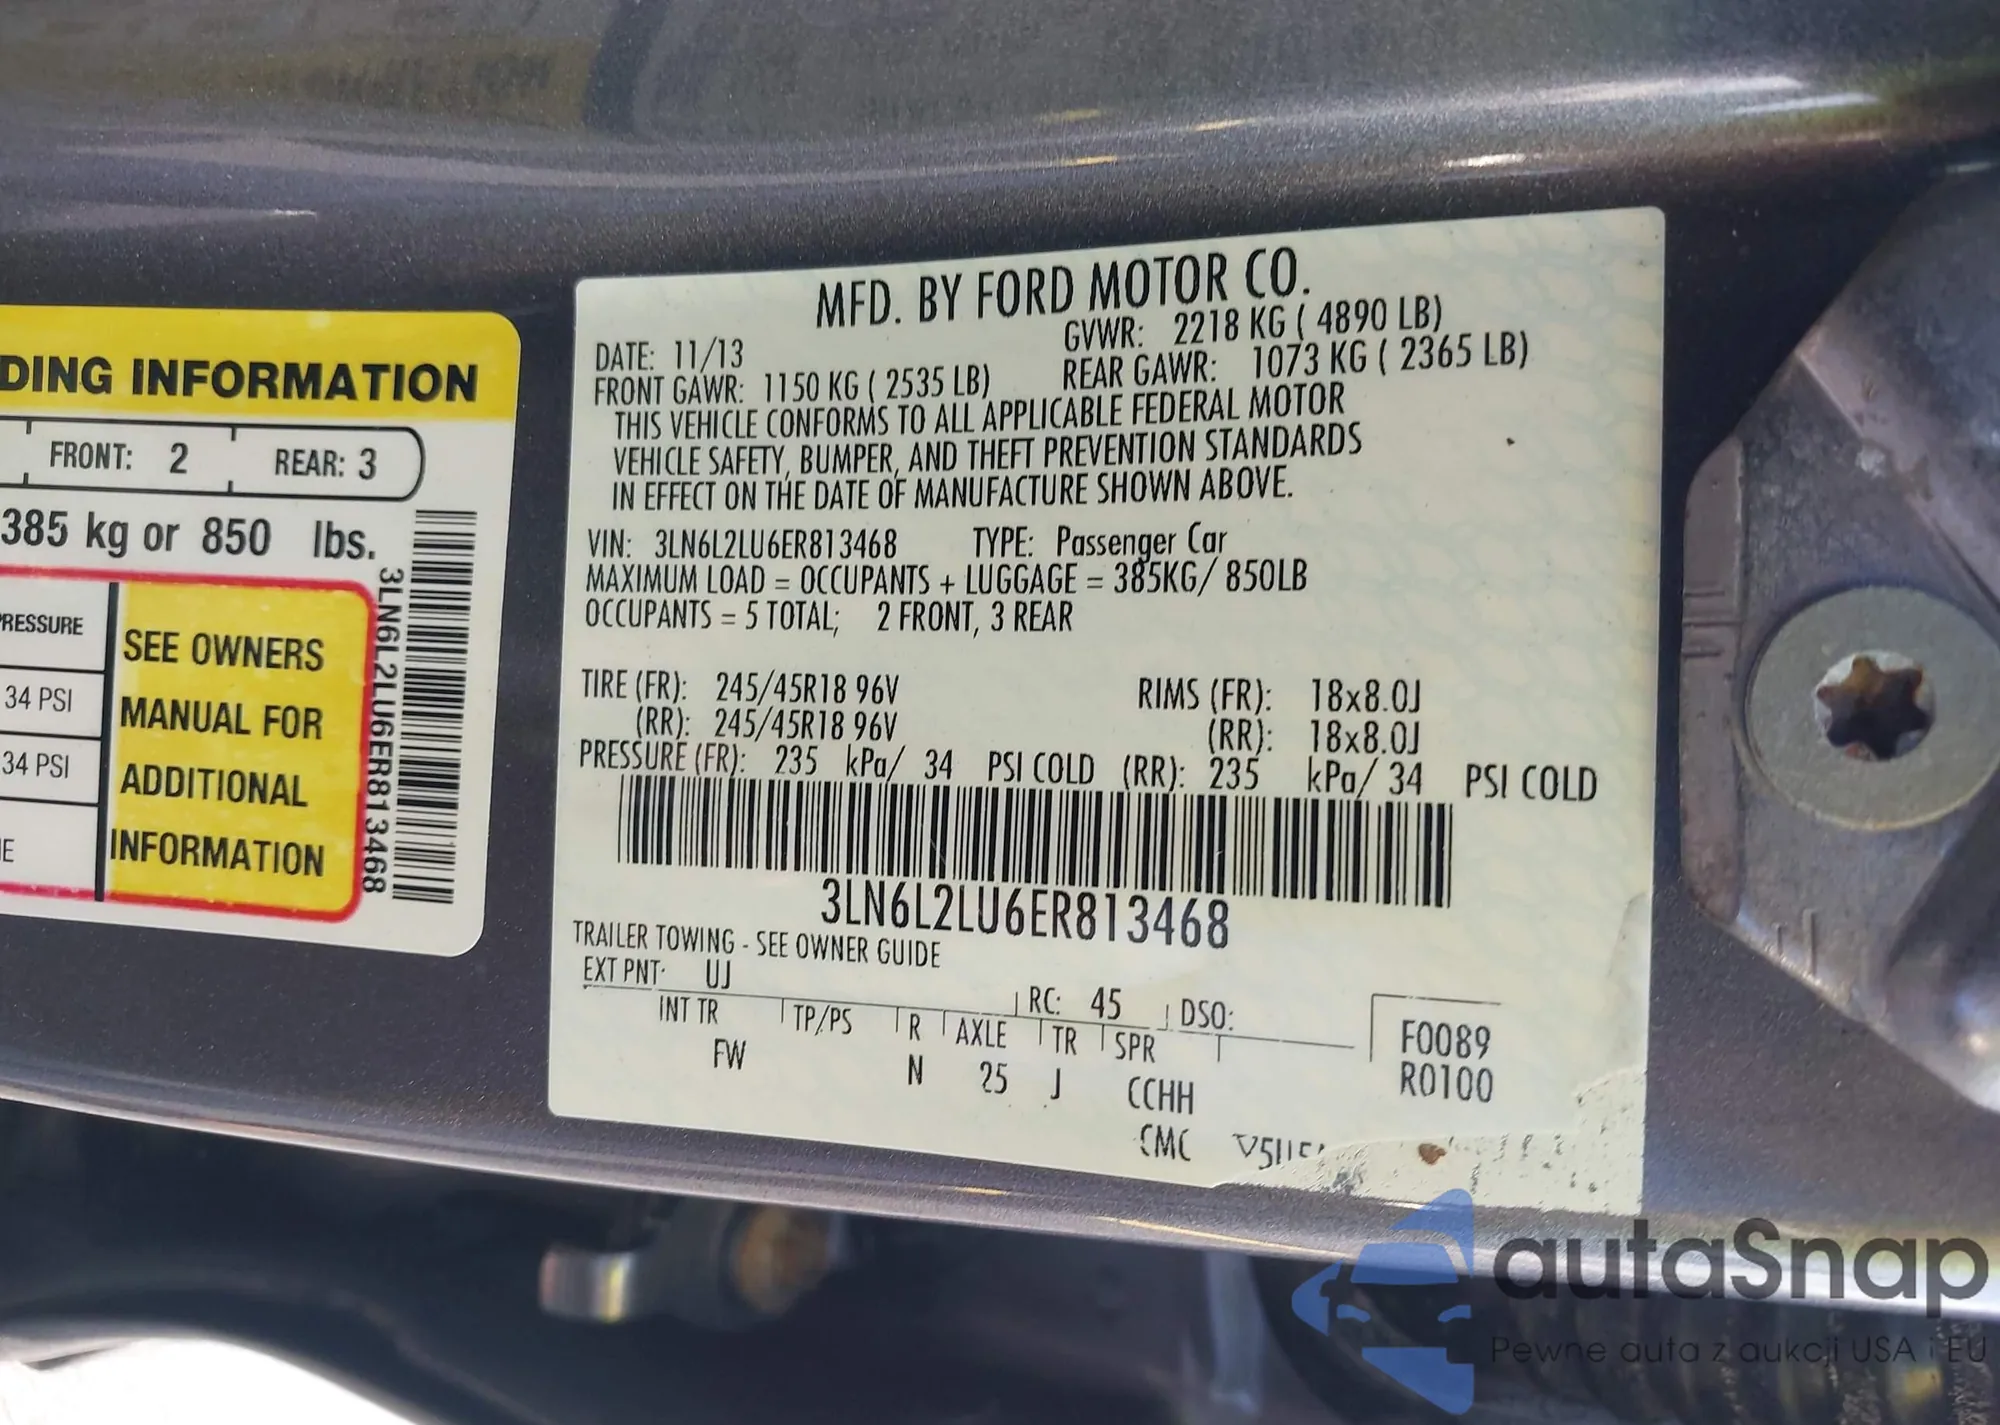 DING INFORMATION
FRONT: 2 REAR: 3
385 kg or 850 lbs.
RESSURE
34 PSI
34 PSI
E
SEE OWNERS
MANUAL FOR
ADDITIONAL
INFORMATION
3LN6L2LU6ER813468
MFD. BY FORD MOTOR CO.
DATE: 11/13 GVWR: 2218 KG ( 4890 LB)
FRONT GAWR: 1150 KG ( 2535 LB) REAR GAWR: 1073 KG ( 2365 LB)
THIS VEHICLE CONFORMS TO ALL APPLICABLE FEDERAL MOTOR
VEHICLE SAFETY, BUMPER, AND THEFT PREVENTION STANDARDS
IN EFFECT ON THE DATE OF MANUFACTURE SHOWN ABOVE.
VIN: 3LN6L2LU6ER813468 TYPE: Passenger Car
MAXIMUM LOAD = OCCUPANTS + LUGGAGE = 385KG/ 850LB
OCCUPANTS = 5 TOTAL; 2 FRONT, 3 REAR
TIRE (FR): 245/45R18 96V RIMS (FR): 18x8.0J
(RR): 245/45R18 96V (RR): 18x8.0J
PRESSURE (FR): 235 kPa/ 34 PSI COLD (RR): 235 kPa/ 34 PSI COLD
3LN6L2LU6ER813468
TRAILER TOWING - SEE OWNER GUIDE
EXT PNT: UJ RC: 45 DSO:
INT TR TP/PS R AXLE TR SPR F0089
FW N 25 J CCHH R0100
CMC
autaSnap
Pewne auta z aukcji USA i EU